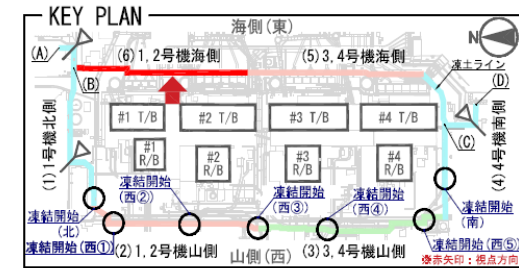 KEY PLAN
海側(東)
N
(A)
(6)1,2号機海側
(5)3,4号機海側
凍土ライン
(B)
(D)
#1 T/B
#2 T/B
#3 T/B
#4 T/B
(C)
(1)1号機北側
(4)4号機南側
#1
R/B
#2
R/B
#3
R/B
#4
R/B
凍結開始
(西②)
凍結開始
(西③)
凍結開始
(西④)
凍結開始
(北)
凍結開始
(南)
凍結開始(西①)
(2)1,2号機山側
山側(西)
(3)3,4号機山側
凍結開始(西⑤)
※赤矢印:視点方向